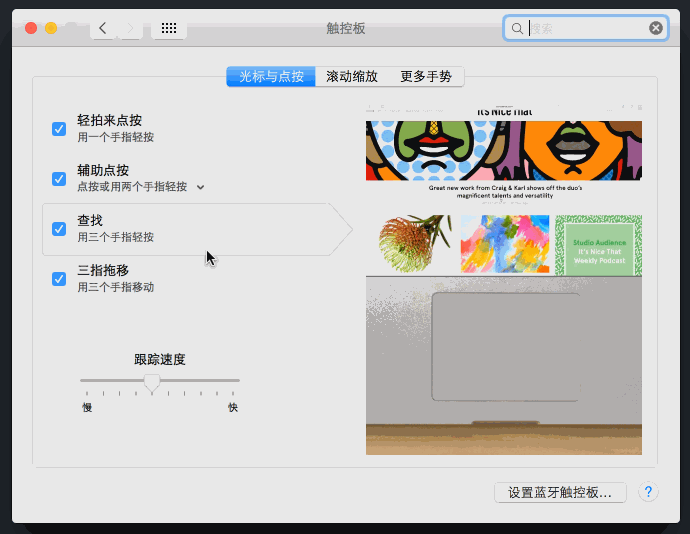 触控板
搜索
光标与点按 滚动缩放 更多手势
轻拍来点按
用一个手指轻按
辅助点按
点按或用两个手指轻按
查找
用三个手指轻按
三指拖移
用三个手指移动
跟踪速度
慢 快
It's Nice That
Great new work from Craig & Karl shows off the duo's
magnificent talents and versatility
Studio Audience
It's Nice That
Weekly Podcast
设置蓝牙触控板...
?